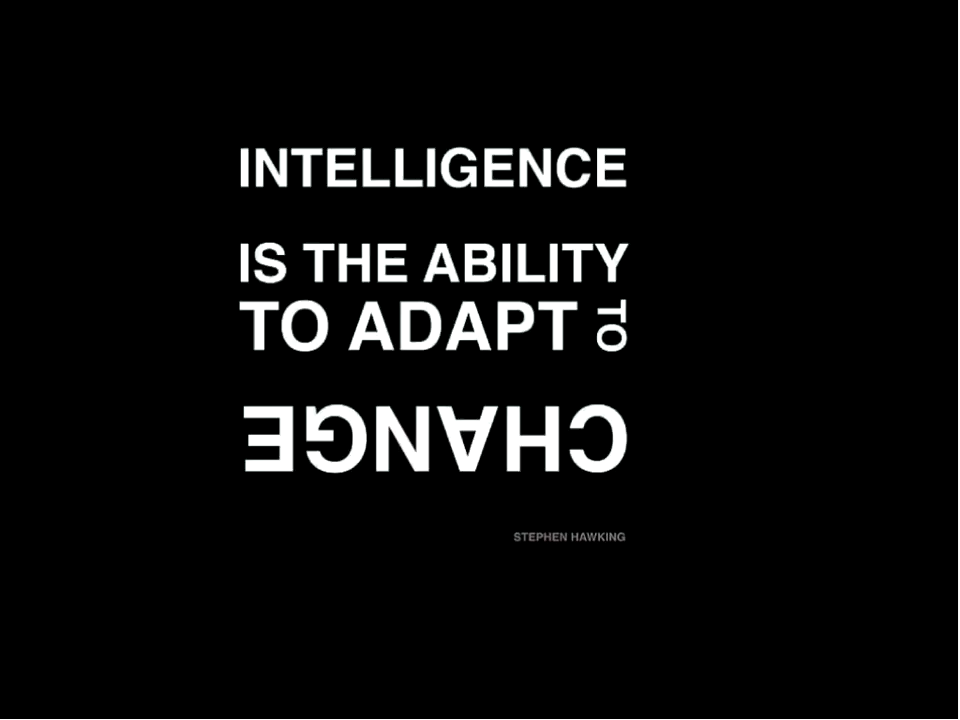 INTELLIGENCE
IS THE ABILITY
TO ADAPT TO
CHANGE
STEPHEN HAWKING